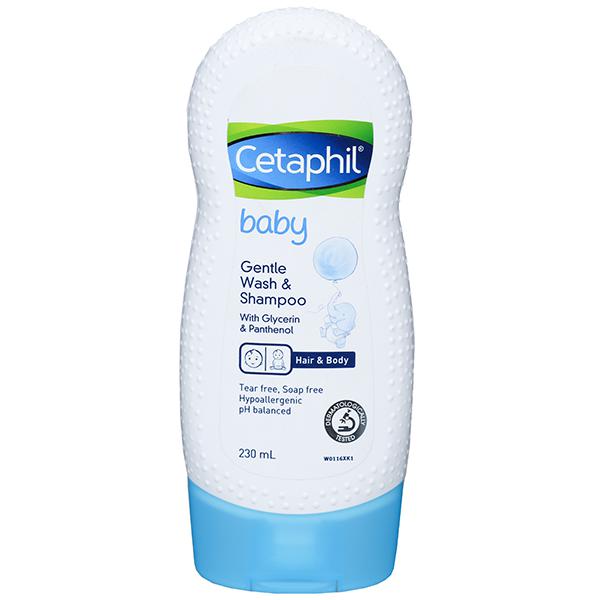 Cetaphil®
baby
Gentle
Wash &
Shampoo
With Glycerin
& Panthenol
Hair & Body
Tear free, Soap free
Hypoallergenic
pH balanced
DERMATOLOGICALLY
TESTED
230 mL
W0116XK1